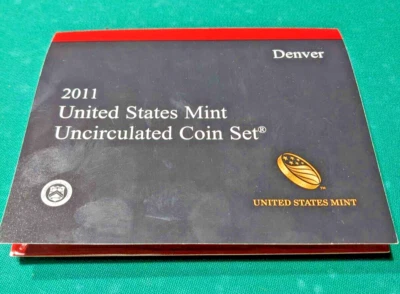 Denver
2011
United States Mint
Uncirculated Coin Set®
UNITED STATES MINT